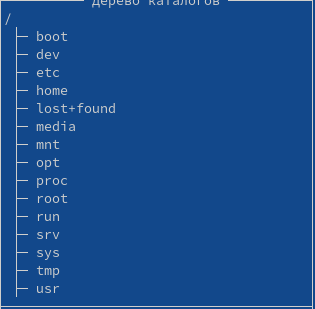 Дерево каталогов
/
boot
dev
etc
home
lost+found
media
mnt
opt
proc
root
run
srv
sys
tmp
usr